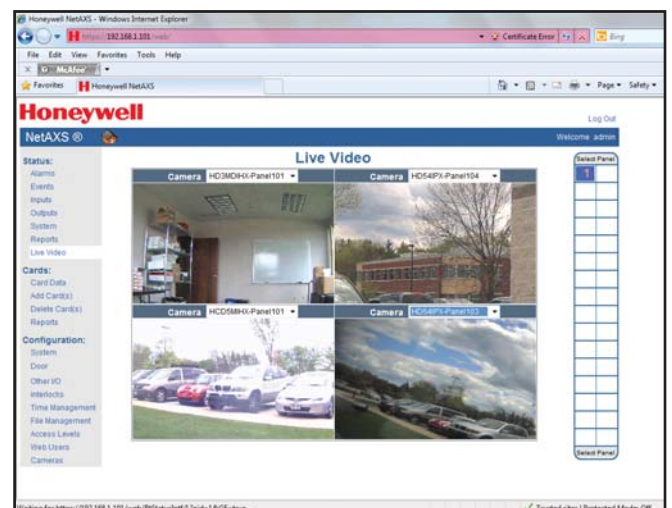 Honeywell NetAXS - Windows Internet Explorer
https://192.168.1.101/web/
Certificate Error
Bing
File Edit View Favorites Tools Help
X McAfee
Favorites Honeywell NetAXS
Page Safety
Honeywell
Log Out
NetAXS ®
Welcome admin
Live Video
Status:
Alarms
Events
Inputs
Outputs
System
Reports
Live Video
Cards:
Card Data
Add Card(s)
Delete Card(s)
Reports
Configuration:
System
Door
Other I/O
Interlocks
Time Management
File Management
Access Levels
Web Users
Cameras
Camera HD3MDIHX-Panel101
Camera HD54IPX-Panel104
Camera HCD5MIHX-Panel101
Camera HD54IPX-Panel103
Select Panel
1
Select Panel
Trusted sites | Protected Mode: Off